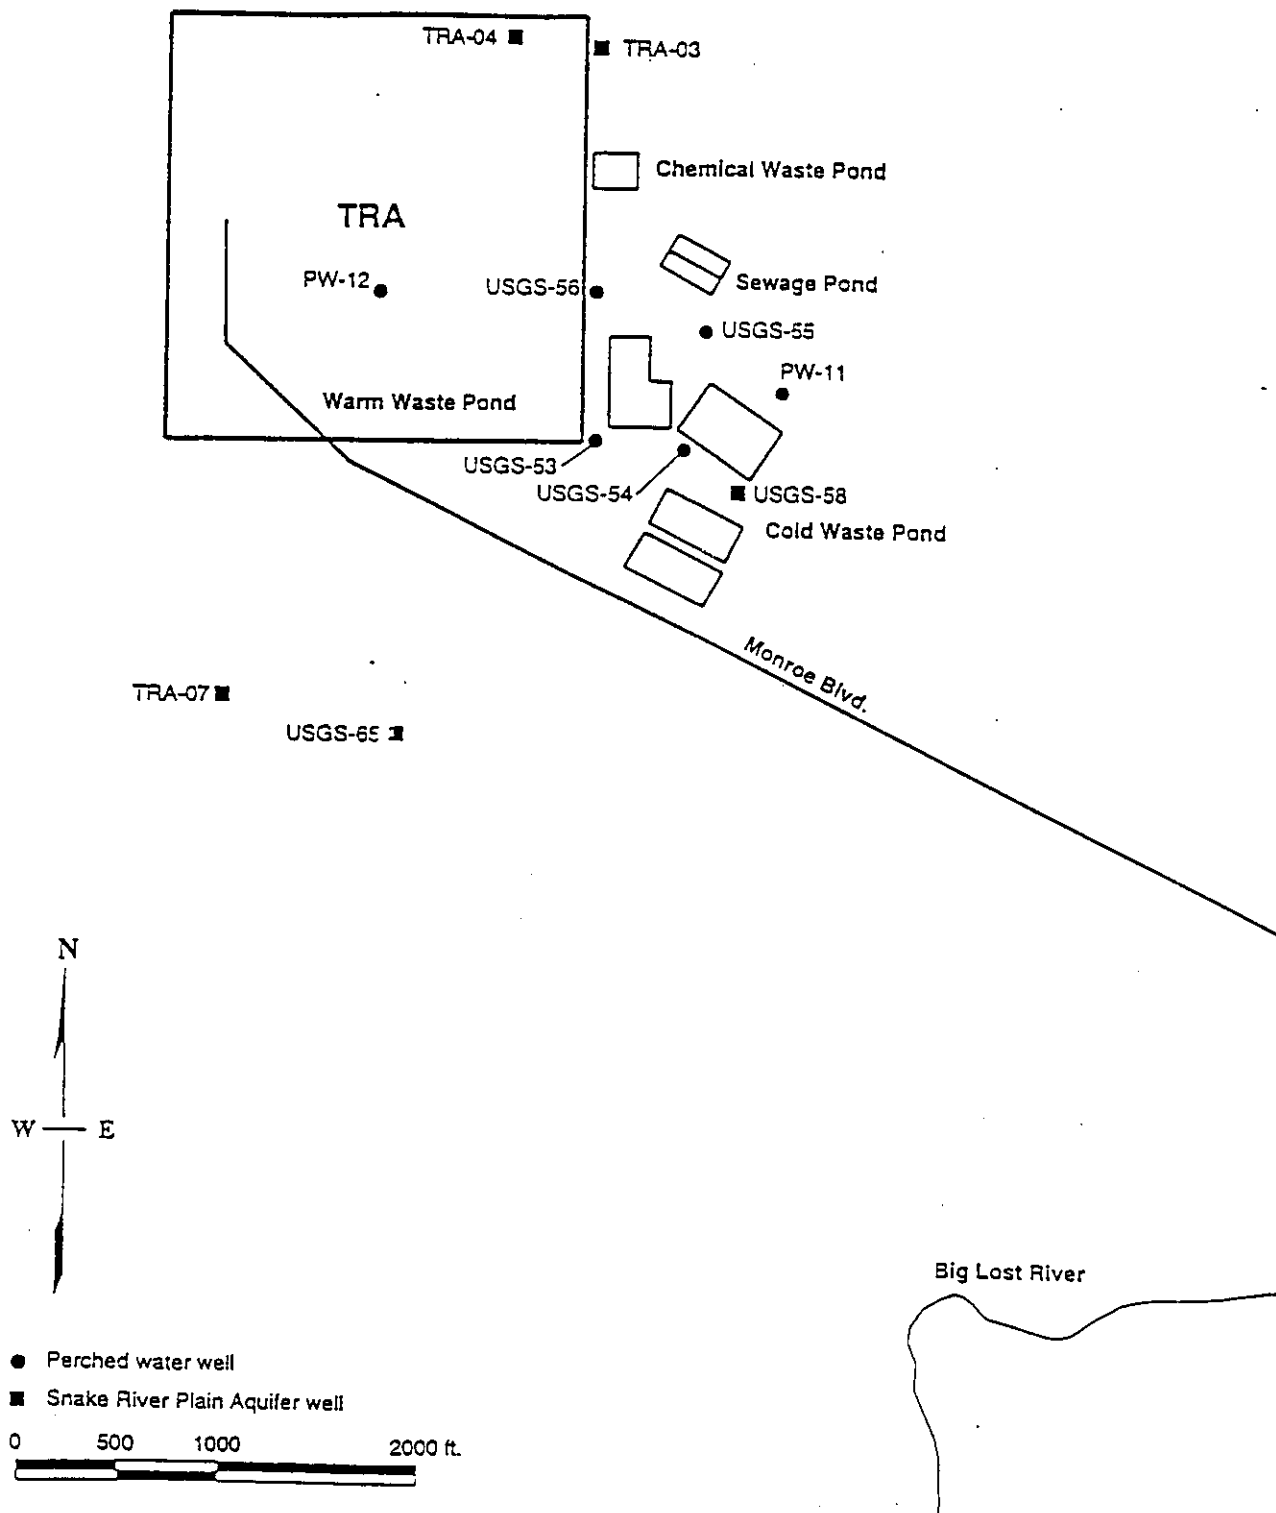 TRA-04
TRA-03
Chemical Waste Pond
TRA
PW-12
USGS-56
Sewage Pond
USGS-55
PW-11
Warm Waste Pond
USGS-53
USGS-54
USGS-58
Cold Waste Pond
Monroe Blvd.
TRA-07
USGS-65
N
W E
Big Lost River
Perched water well
Snake River Plain Aquifer well
0 500 1000 2000 ft.